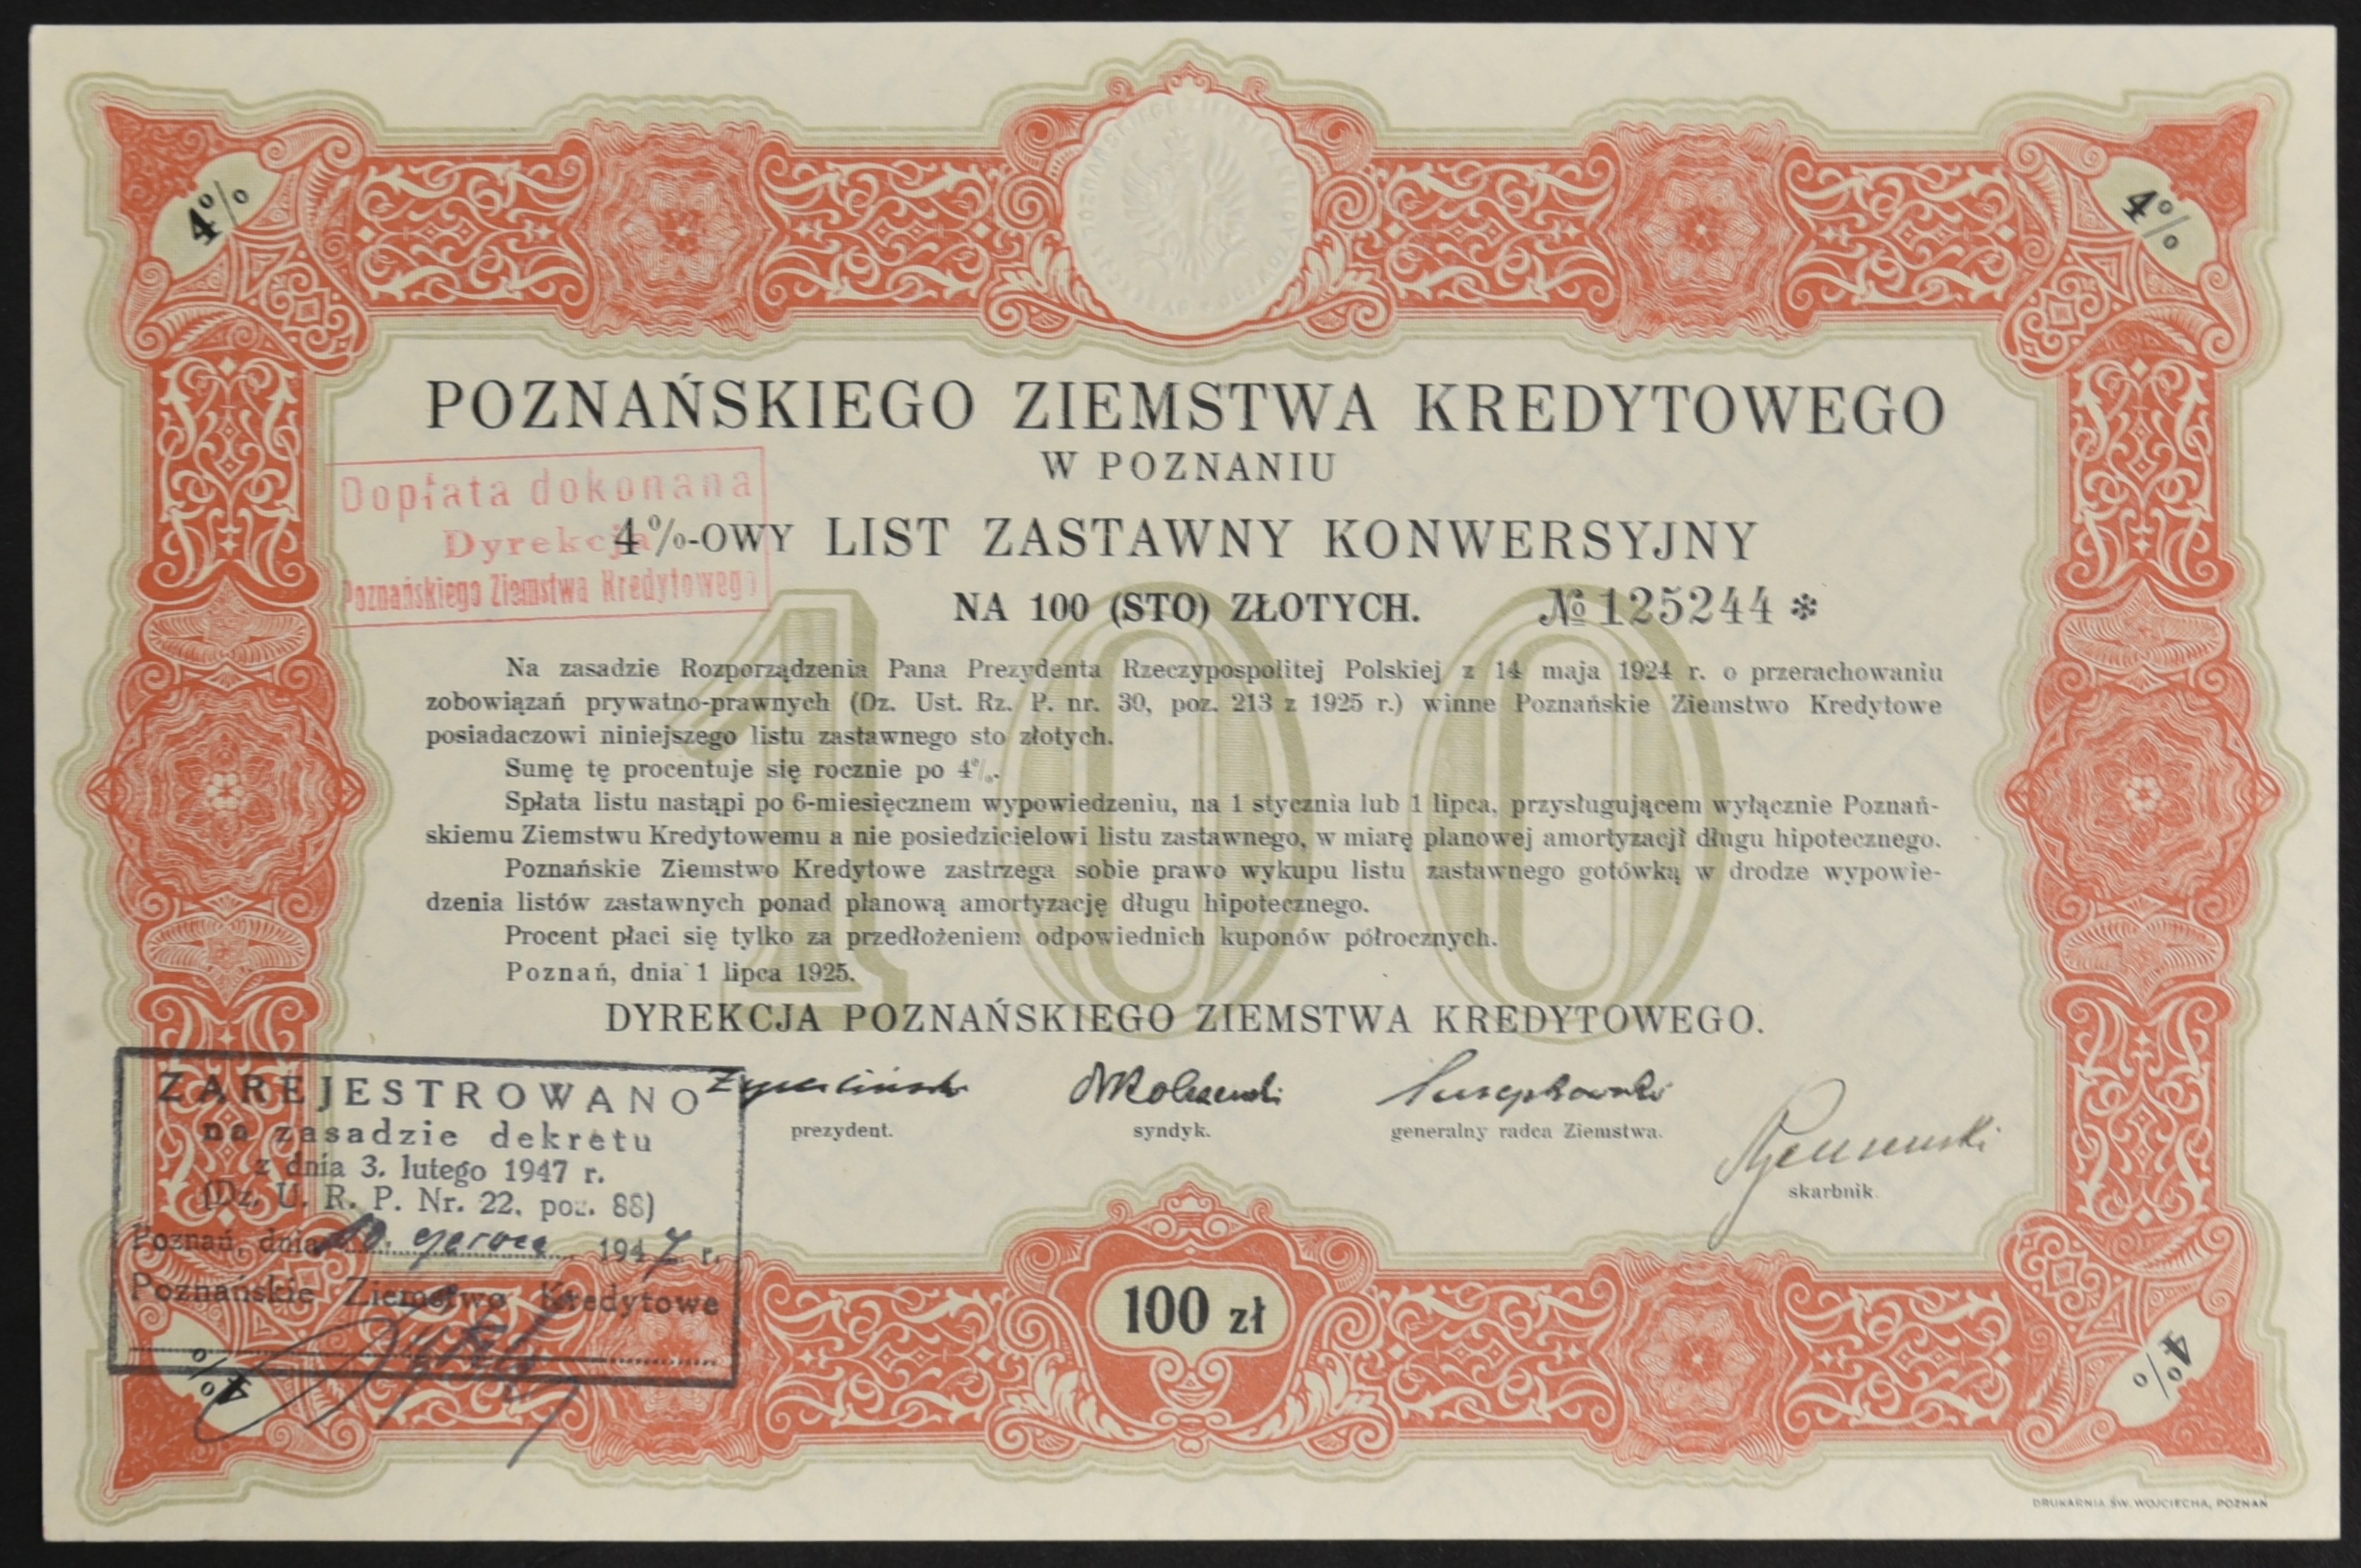 4%
4%
POZNAŃSKIEGO ZIEMSTWA KREDYTOWEGO
W POZNANIU
Dopłata dokonana
Dyrekcja
Poznańskiego Ziemstwa Kredytowego
4%-OWY LIST ZASTAWNY KONWERSYJNY
NA 100 (STO) ZŁOTYCH. № 125244 *
100
Na zasadzie Rozporządzenia Pana Prezydenta Rzeczypospolitej Polskiej z 14 maja 1924 r. o przerachowaniu
zobowiązań prywatno-prawnych (Dz. Ust. Rz. P. nr. 30, poz. 213 z 1925 r.) winne Poznańskie Ziemstwo Kredytowe
posiadaczowi niniejszego listu zastawnego sto złotych.
Sumę tę procentuje się rocznie po 4%.
Spłata listu nastąpi po 6-miesięcznem wypowiedzeniu, na 1 stycznia lub 1 lipca, przysługującem wyłącznie Poznań-
skiemu Ziemstwu Kredytowemu a nie posiedzicielowi listu zastawnego, w miarę planowej amortyzacji długu hipotecznego.
Poznańskie Ziemstwo Kredytowe zastrzega sobie prawo wykupu listu zastawnego gotówką w drodze wypowie-
dzenia listów zastawnych ponad planową amortyzację długu hipotecznego.
Procent płaci się tylko za przedłożeniem odpowiednich kuponów półrocznych.
Poznań, dnia 1 lipca 1925.
DYREKCJA POZNAŃSKIEGO ZIEMSTWA KREDYTOWEGO.
prezydent. syndyk. generalny radca Ziemstwa.
skarbnik.
ZAREJESTROWANO
na zasadzie dekretu
z dnia 3. lutego 1947 r.
(Dz. U. R. P. Nr. 22. poz. 88)
Poznań, dnia 10. czerwca 1947 r.
Poznańskie Ziemstwo Kredytowe
100 zł
4%
4%
DRUKARNIA ŚW. WOJCIECHA, POZNAŃ